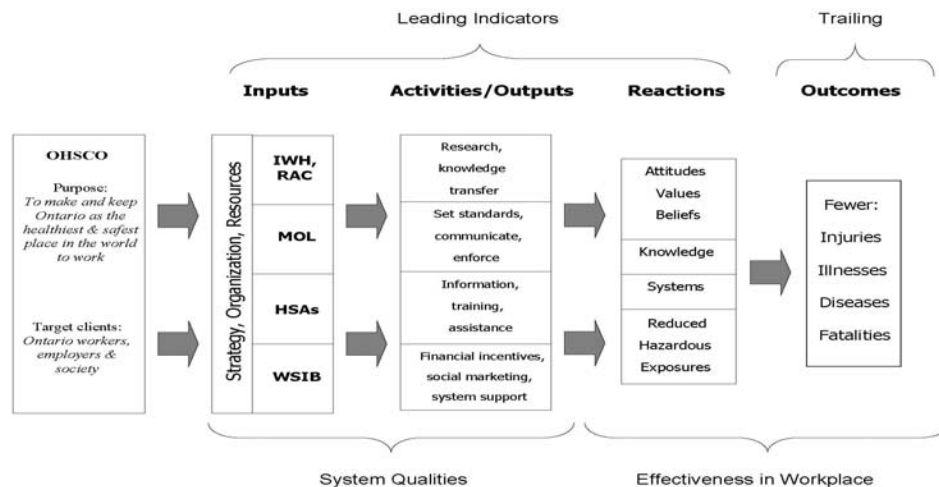 Leading Indicators
Trailing
Inputs
Activities/Outputs
Reactions
Outcomes
OHSCO
Purpose:
To make and keep
Ontario as the
healthiest & safest
place in the world
to work
Target clients:
Ontario workers,
employers &
society
Strategy, Organization, Resources
IWH,
RAC
MOL
HSAs
WSIB
Research,
knowledge
transfer
Set standards,
communicate,
enforce
Information,
training,
assistance
Financial incentives,
social marketing,
system support
Attitudes
Values
Beliefs
Knowledge
Systems
Reduced
Hazardous
Exposures
Fewer:
Injuries
Illnesses
Diseases
Fatalities
System Qualities
Effectiveness in Workplace